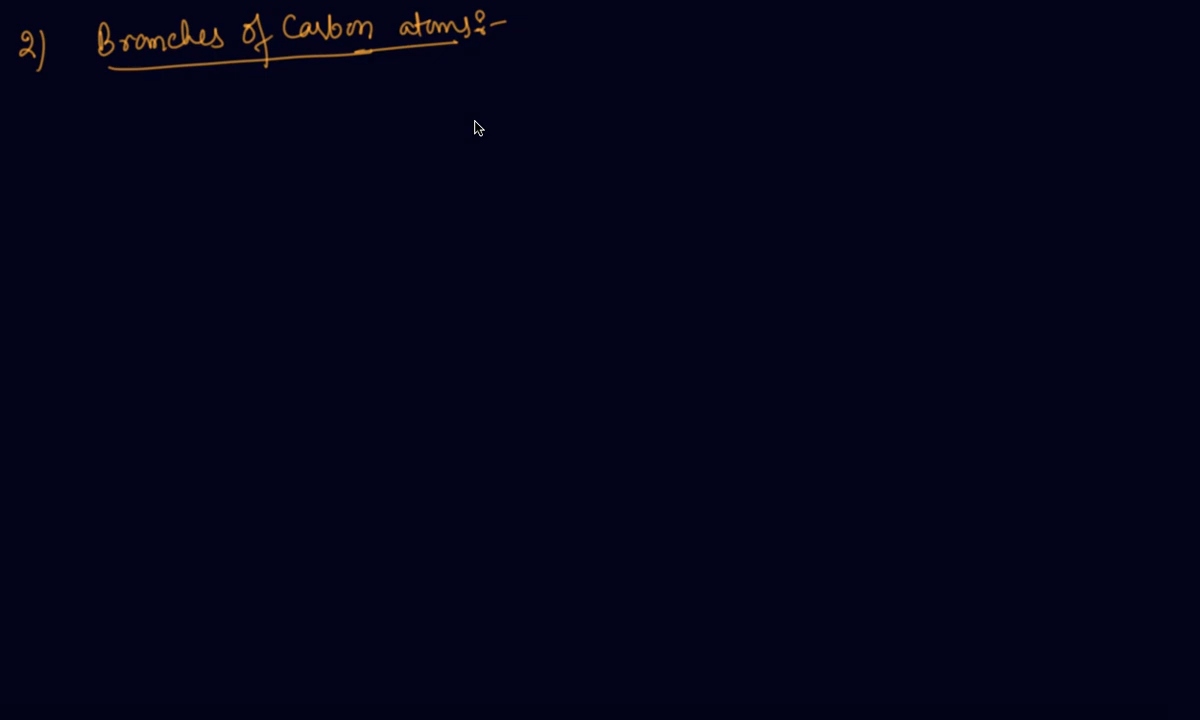 2) Branches of Carbon atoms:-